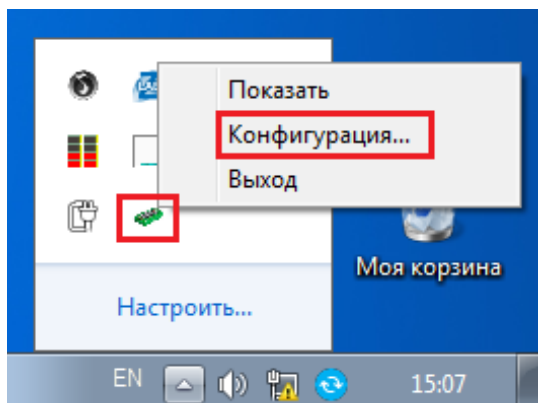 Показать
Конфигурация...
Выход
Моя корзина
Настроить...
EN
15:07